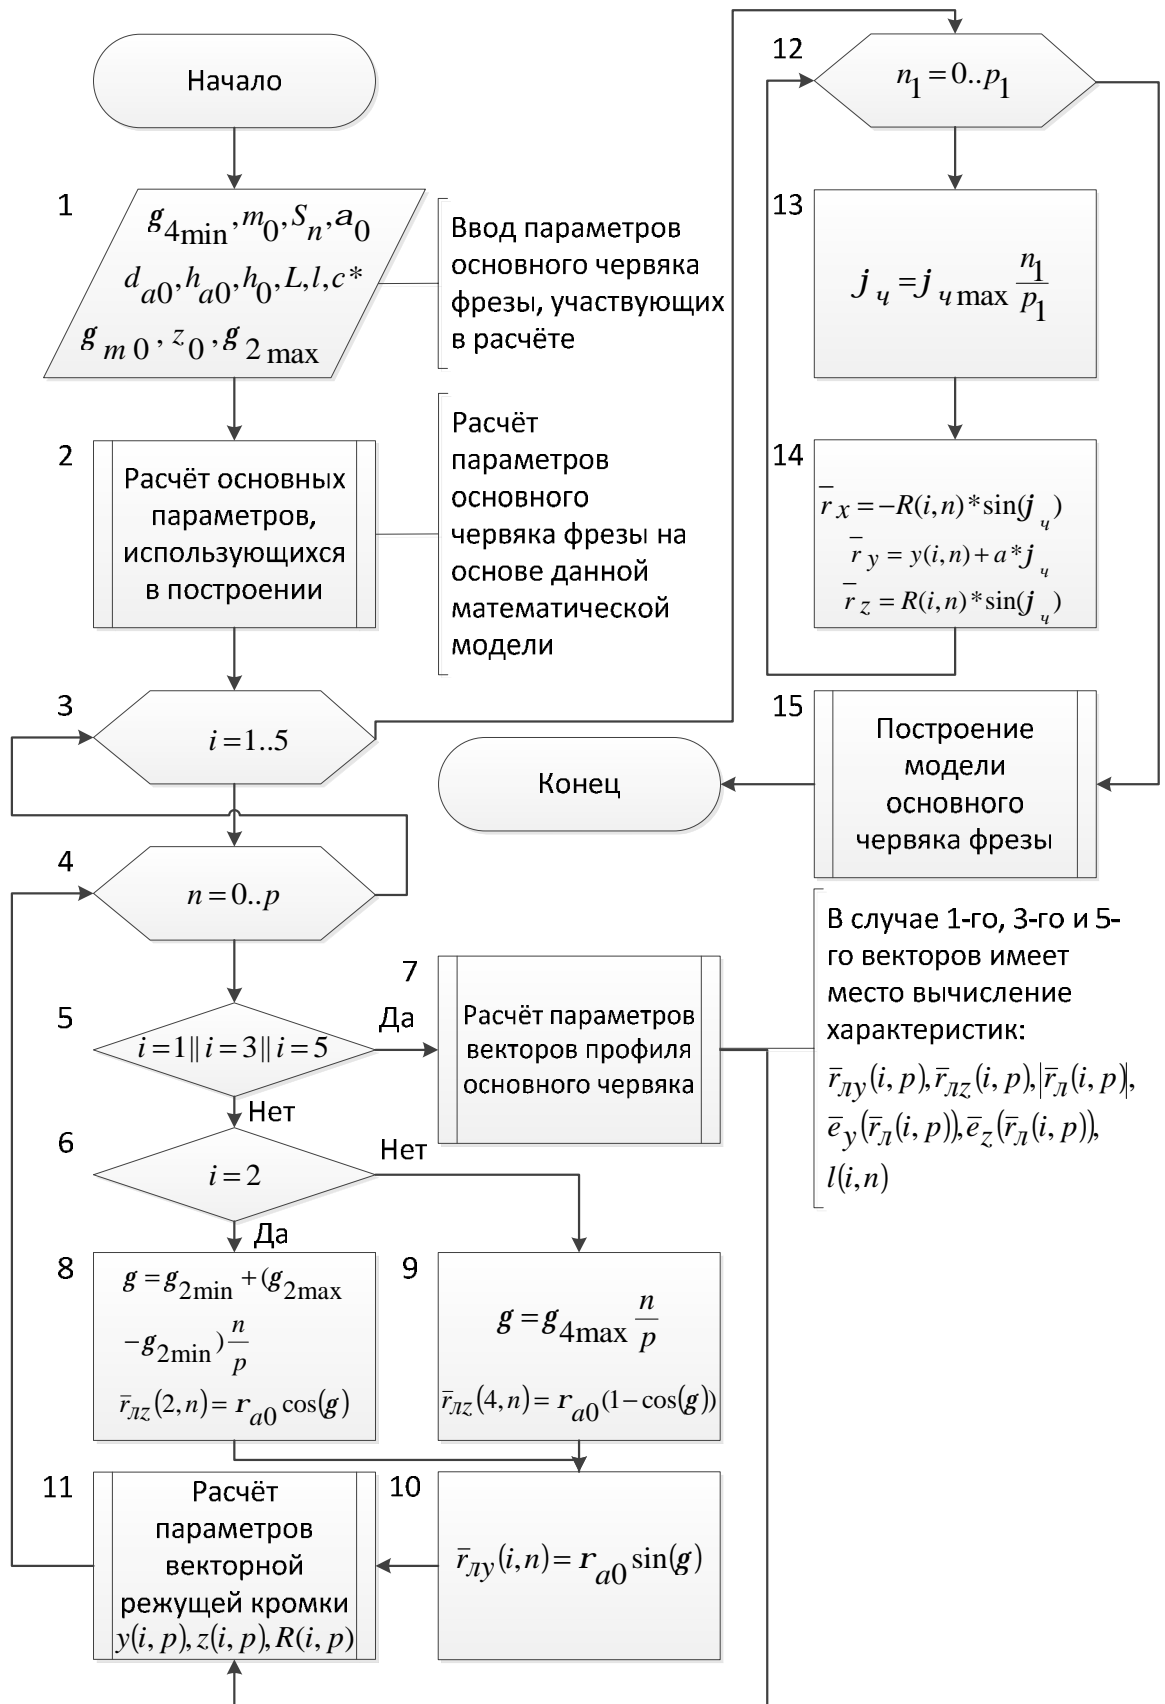 Начало
1
g4min, m0, Sn, a0
da0, ha0, h0, L, l, c*
gm0, z0, g2max
Ввод параметров
основного червяка
фрезы, участвующих
в расчёте
2
Расчёт основных
параметров,
использующихся
в построении
Расчёт
параметров
основного
червяка фрезы на
основе данной
математической
модели
3
i = 1..5
4
n = 0..p
5
i = 1 || i = 3 || i = 5
Да
Нет
7
Расчёт параметров
векторов профиля
основного червяка
6
i = 2
Нет
Да
8
g = g2min + (g2max
− g2min) n/p
r̅лz(2, n) = ra0 cos(g)
9
g = g4max n/p
r̅лz(4, n) = ra0(1 − cos(g))
11
Расчёт
параметров
векторной
режущей кромки
y(i, p), z(i, p), R(i, p)
10
r̅лy(i, n) = ra0 sin(g)
12
n1 = 0..p1
13
jч = jч max n1/p1
14
r̅x = −R(i, n) * sin(jч)
r̅y = y(i, n) + a * jч
r̅z = R(i, n) * sin(jч)
15
Построение
модели
основного
червяка фрезы
Конец
В случае 1-го, 3-го и 5-
го векторов имеет
место вычисление
характеристик:
r̅лy(i, p), r̅лz(i, p), |r̅л(i, p)|,
e̅y(r̅л(i, p)), e̅z(r̅л(i, p)),
l(i, n)